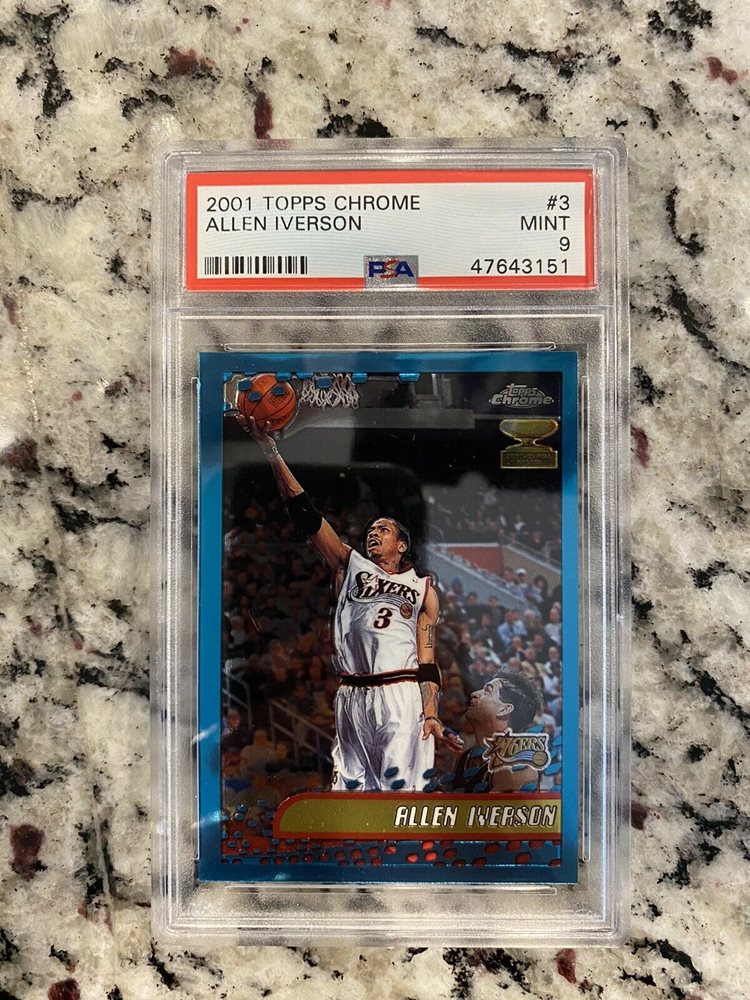 2001 TOPPS CHROME #3
ALLEN IVERSON MINT
9
PSA 47643151
Topps
Chrome
SIXERS
3
76ERS
ALLEN IVERSON